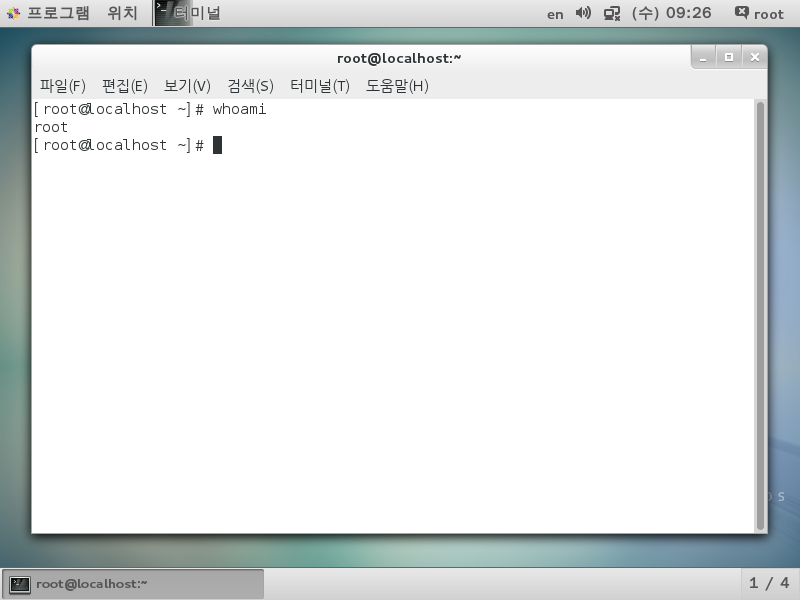 프로그램 위치 터미널 en (수) 09:26 root
root@localhost:~
파일(F) 편집(E) 보기(V) 검색(S) 터미널(T) 도움말(H)
[root@localhost ~]# whoami
root
[root@localhost ~]#
S
root@localhost:~
1 / 4